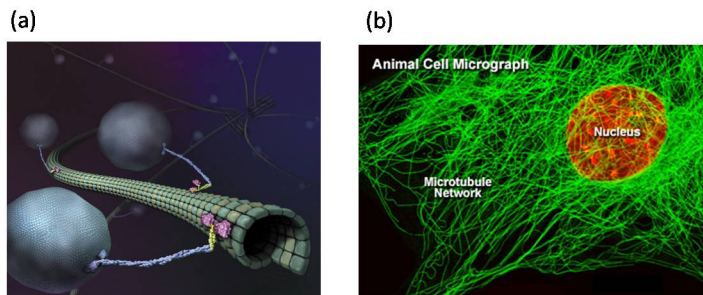 (a)
(b)
Animal Cell Micrograph
Nucleus
Microtubule
Network